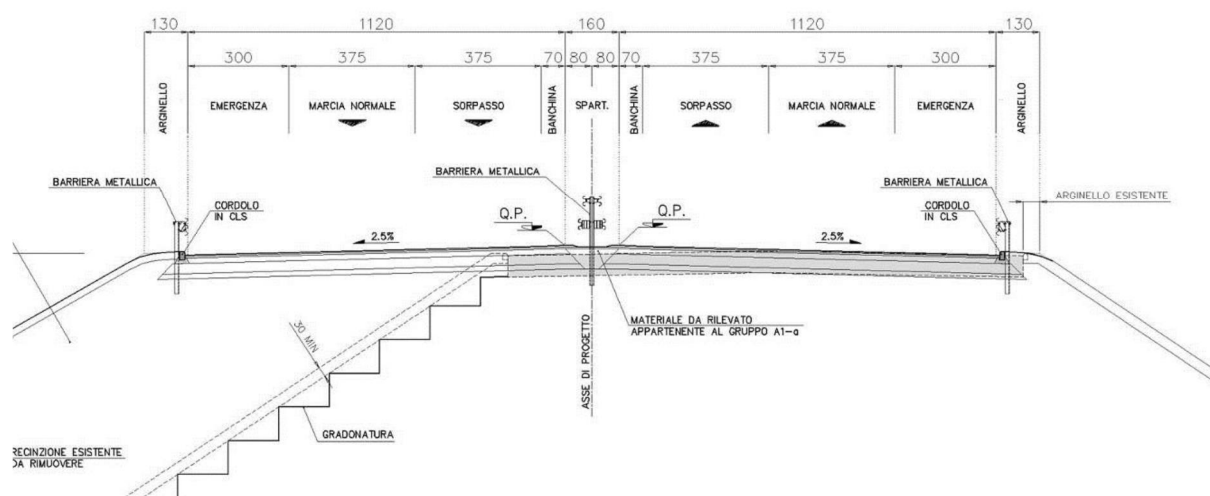 130 1120 160 1120 130
300 375 375 70 80 80 70 375 375 300
ARGINELLO
EMERGENZA
MARCIA NORMALE
SORPASSO
BANCHINA
SPART.
BANCHINA
SORPASSO
MARCIA NORMALE
EMERGENZA
ARGINELLO
BARRIERA METALLICA
BARRIERA METALLICA
BARRIERA METALLICA
ARGINELLO ESISTENTE
CORDOLO
IN CLS
Q.P.
Q.P.
CORDOLO
IN CLS
2.5%
2.5%
MATERIALE DA RILEVATO
APPARTENENTE AL GRUPPO A1-a
30 MIN
ASSE DI PROGETTO
GRADONATURA
RECINZIONE ESISTENTE
DA RIMUOVERE